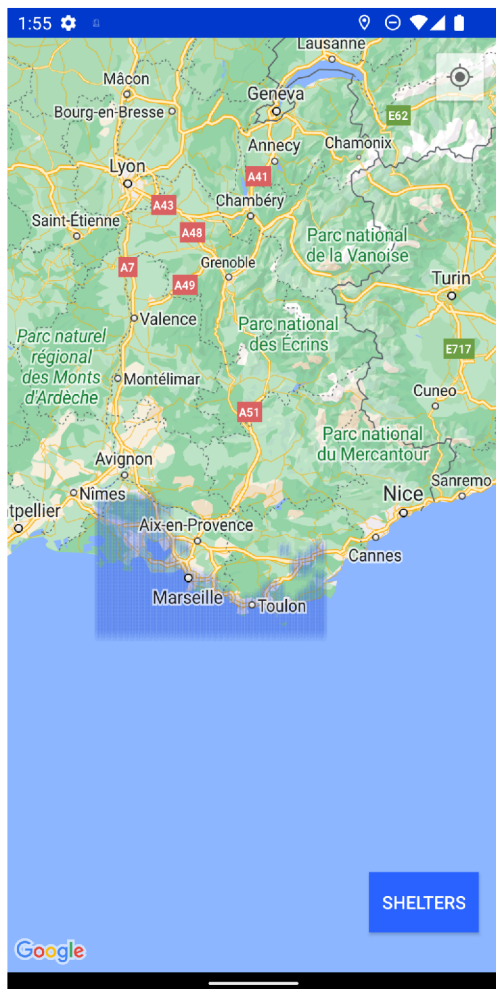 1:55
Lausanne
Mâcon
Geneva
Bourg-en-Bresse
E62
Annecy
Chamonix
Lyon
A41
A43
Chambéry
Saint-Étienne
A48
Parc national
de la Vanoise
Grenoble
A7
Turin
A49
Valence
Parc national
des Écrins
Parc naturel
régional
des Monts
d'Ardèche
E717
Montélimar
Cuneo
A51
Parc national
du Mercantour
Avignon
Sanremo
Nîmes
Nice
tpellier
Aix-en-Provence
Cannes
Marseille
Toulon
SHELTERS
Google